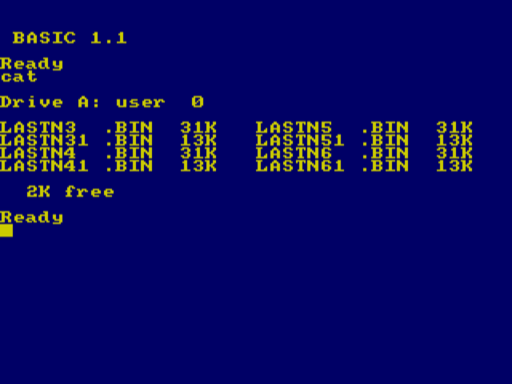 BASIC 1.1
Ready
cat
Drive A: user  0
LASTN3  .BIN  31K   LASTN5  .BIN  31K
LASTN31 .BIN  13K   LASTN51 .BIN  13K
LASTN4  .BIN  31K   LASTN6  .BIN  31K
LASTN41 .BIN  13K   LASTN61 .BIN  13K
2K free
Ready